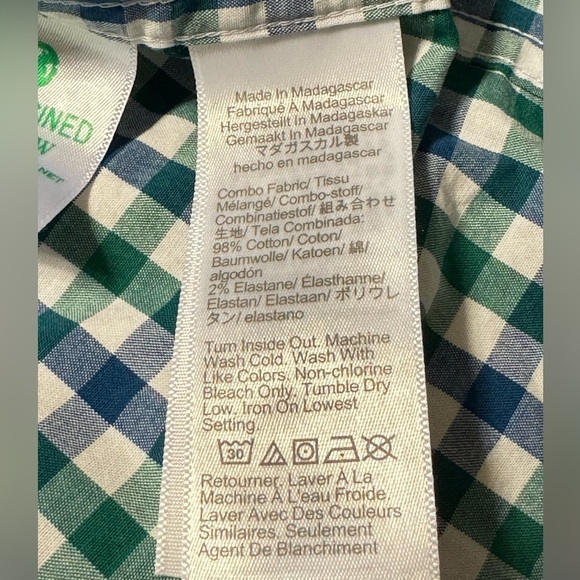 INED
W
NET
Made In Madagascar
Fabriqué À Madagascar
Hergesteilt In Madagaskar
Gemaakt In Madagascar
マダガスカル製
hecho en madagascar
Combo Fabric/ Tissu
Mélangé/ Combo-stoff/
Combinatiestof/ 組み合わせ
生地/ Tela Combinada:
98% Cotton/ Coton/
Baumwolle/ Katoen/ 綿/
algodón
2% Elastane/ Élasthanne/
Elastan/ Elastaan/ ポリウレ
タン/ elastano
Turn Inside Out. Machine
Wash Cold. Wash With
Like Colors. Non-chlorine
Bleach Only. Tumble Dry
Low. Iron On Lowest
Setting.
30
Retourner. Laver À La
Machine À L'eau Froide.
Laver Avec Des Couleurs
Similaires. Seulement
Agent De Blanchiment